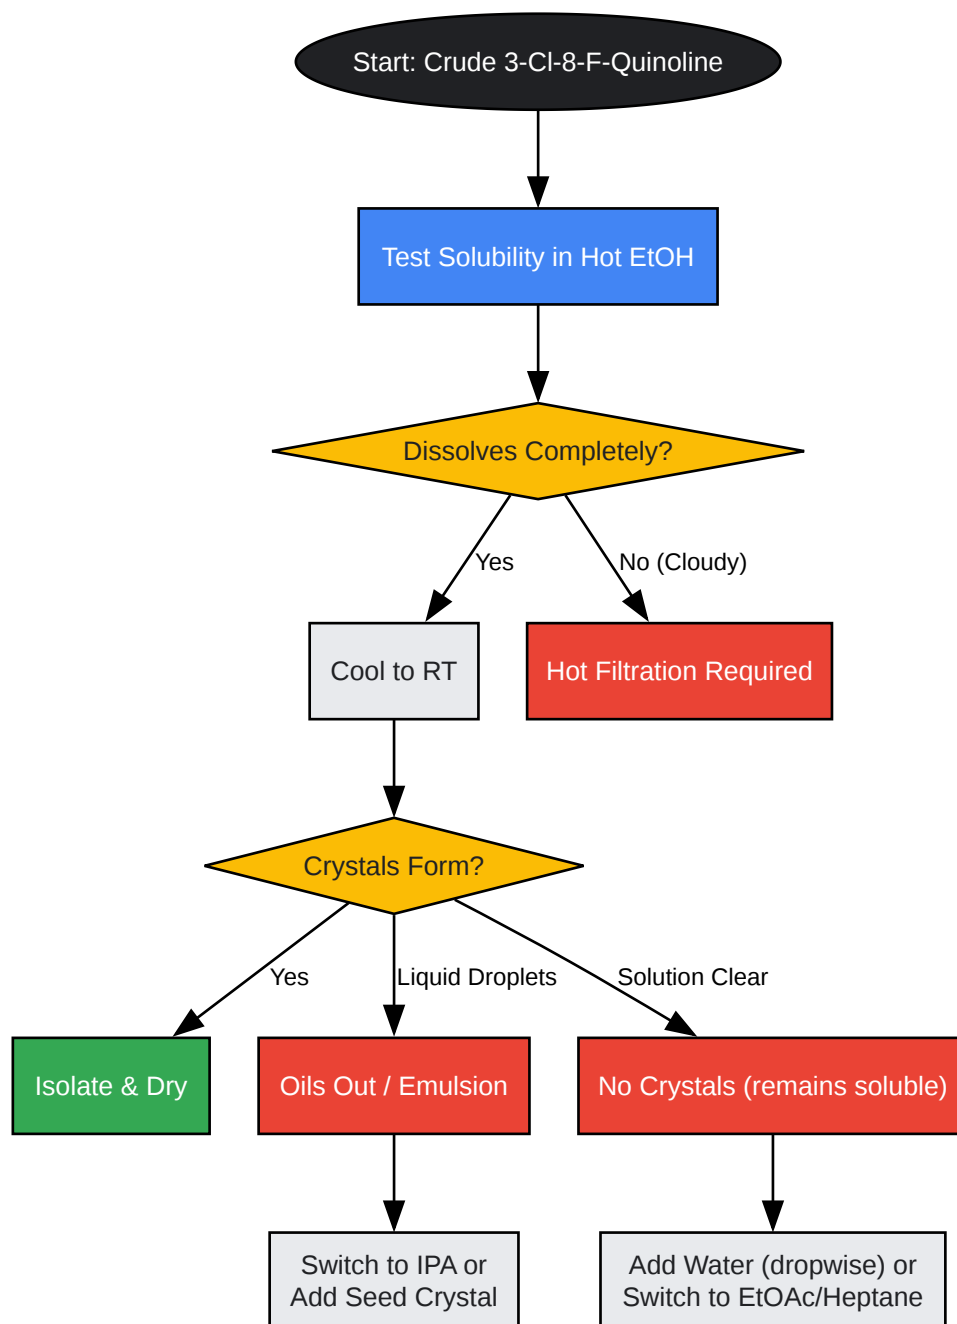 Start: Crude 3-Cl-8-F-Quinoline
Test Solubility in Hot EtOH
Dissolves Completely?
Yes
No (Cloudy)
Cool to RT
Hot Filtration Required
Crystals Form?
Yes
Liquid Droplets
Solution Clear
Isolate & Dry
Oils Out / Emulsion
No Crystals (remains soluble)
Switch to IPA or
Add Seed Crystal
Add Water (dropwise) or
Switch to EtOAc/Heptane